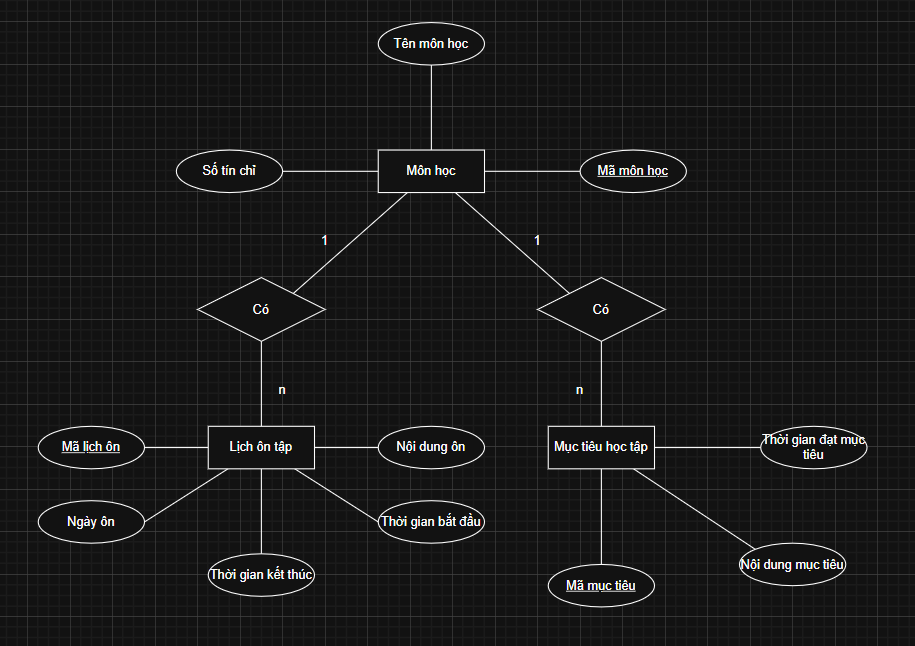 Tên môn học
Số tín chỉ
Môn học
Mã môn học
1
1
Có
Có
n
n
Mã lịch ôn
Lịch ôn tập
Nội dung ôn
Mục tiêu học tập
Thời gian đạt mục
tiêu
Ngày ôn
Thời gian bắt đầu
Thời gian kết thúc
Mã mục tiêu
Nội dung mục tiêu